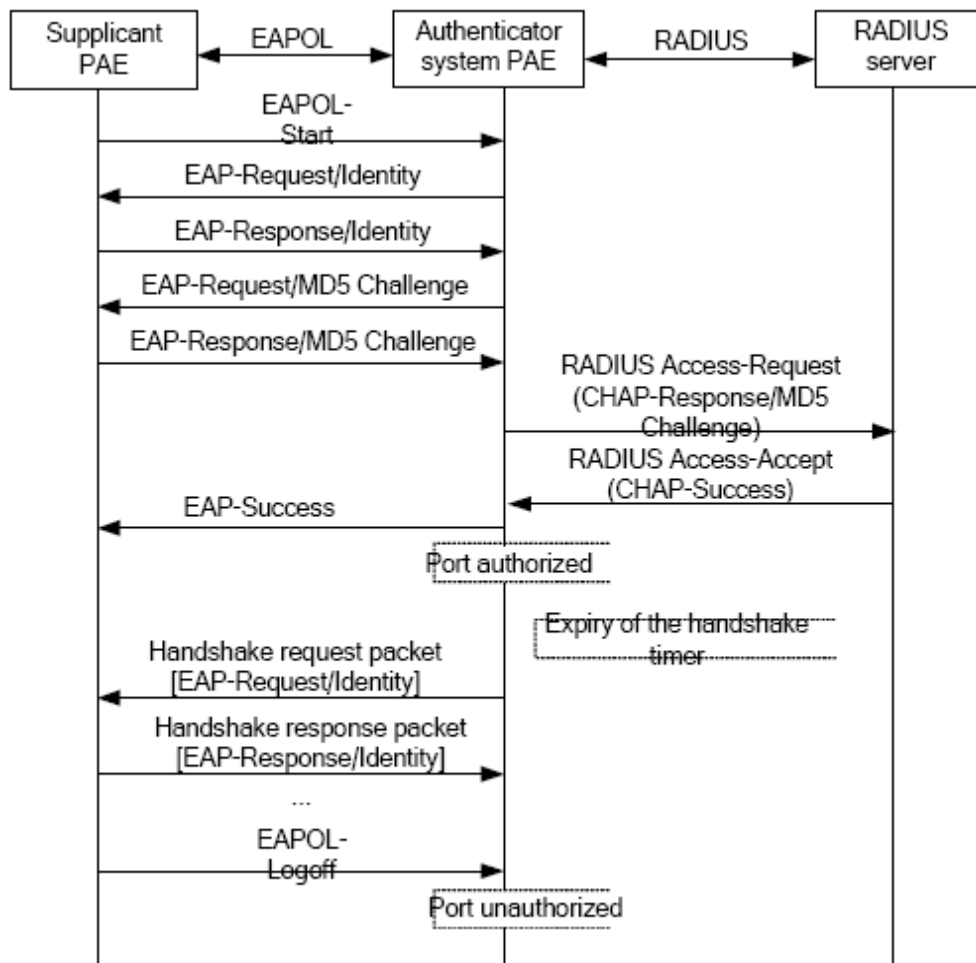 Supplicant
PAE
EAPOL
Authenticator
system PAE
RADIUS
RADIUS
server
EAPOL-
Start
EAP-Request/Identity
EAP-Response/Identity
EAP-Request/MD5 Challenge
EAP-Response/MD5 Challenge
RADIUS Access-Request
(CHAP-Response/MD5
Challenge)
RADIUS Access-Accept
(CHAP-Success)
EAP-Success
Port authorized
Expiry of the handshake
timer
Handshake request packet
[EAP-Request/Identity]
Handshake response packet
[EAP-Response/Identity]
...
EAPOL-
Logoff
Port unauthorized